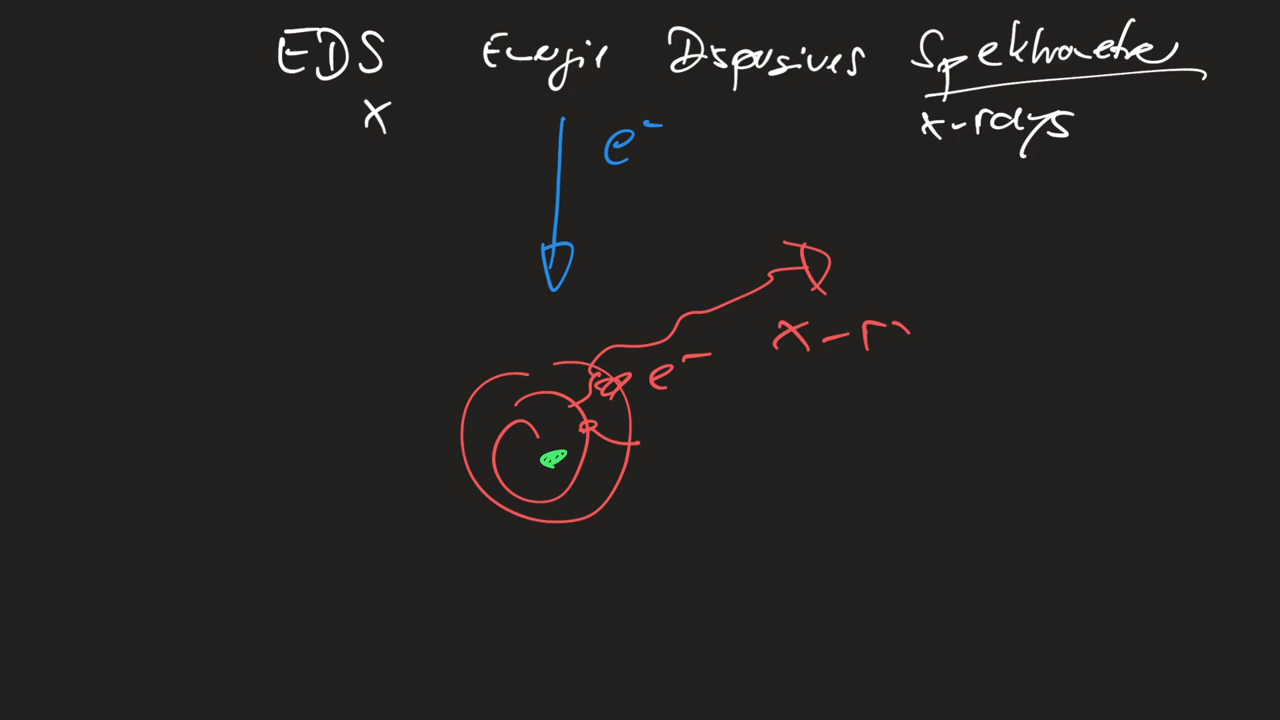 EDS Energie Dispersives Spektrometer
X x-rays
e⁻
e⁻
x-r